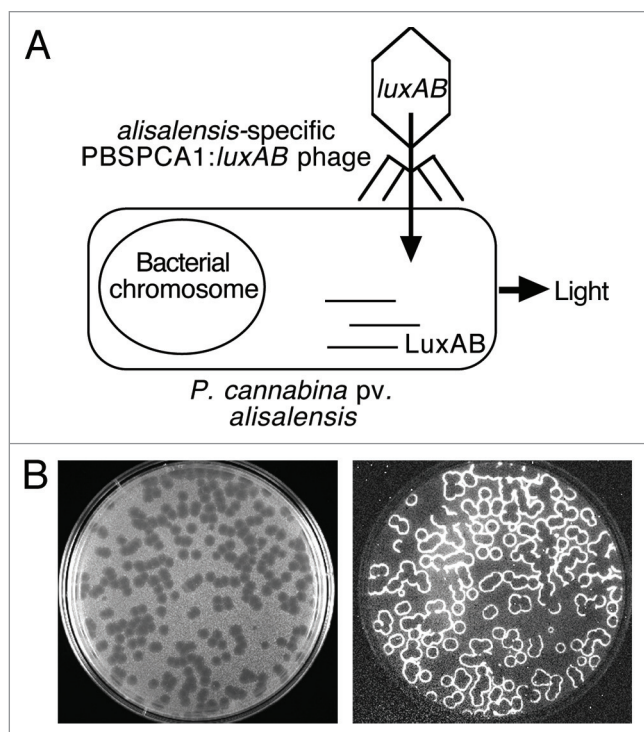 A
luxAB
alisalensis-specific
PBSPCA1:luxAB phage
Bacterial
chromosome
Light
LuxAB
P. cannabina pv.
alisalensis
B